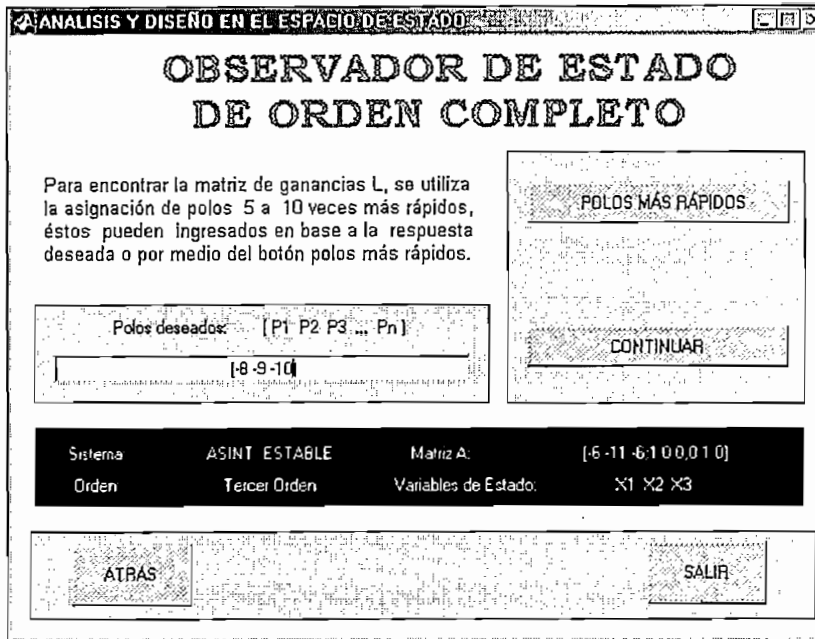 ANALISIS Y DISEÑO EN EL ESPACIO DE ESTADO
OBSERVADOR DE ESTADO
DE ORDEN COMPLETO
Para encontrar la matriz de ganancias L, se utiliza
la asignación de polos 5 a 10 veces más rápidos,
éstos pueden ingresados en base a la respuesta
deseada o por medio del botón polos más rápidos.
POLOS MÁS RÁPIDOS
Polos deseados: [ P1 P2 P3 ... Pn ]
[-8 -9 -10
CONTINUAR
Sistema ASINT ESTABLE Matriz A: [-6 -11 -6;1 0 0,0 1 0]
Orden Tercer Orden Variables de Estado: X1 X2 X3
ATRÁS
SALIR